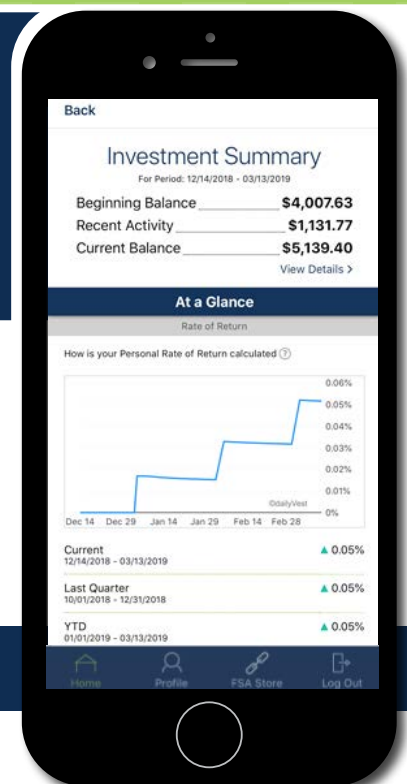 Back
Investment Summary
For Period: 12/14/2018 - 03/13/2019
Beginning Balance $4,007.63
Recent Activity $1,131.77
Current Balance $5,139.40
View Details >
At a Glance
Rate of Return
How is your Personal Rate of Return calculated ?
0.06%
0.05%
0.04%
0.03%
0.02%
0.01%
0%
©dailyVest
Dec 14 Dec 29 Jan 14 Jan 29 Feb 14 Feb 28
Current ▲ 0.05%
12/14/2018 - 03/13/2019
Last Quarter ▲ 0.05%
10/01/2018 - 12/31/2018
YTD ▲ 0.05%
01/01/2019 - 03/13/2019
Home Profile FSA Store Log Out